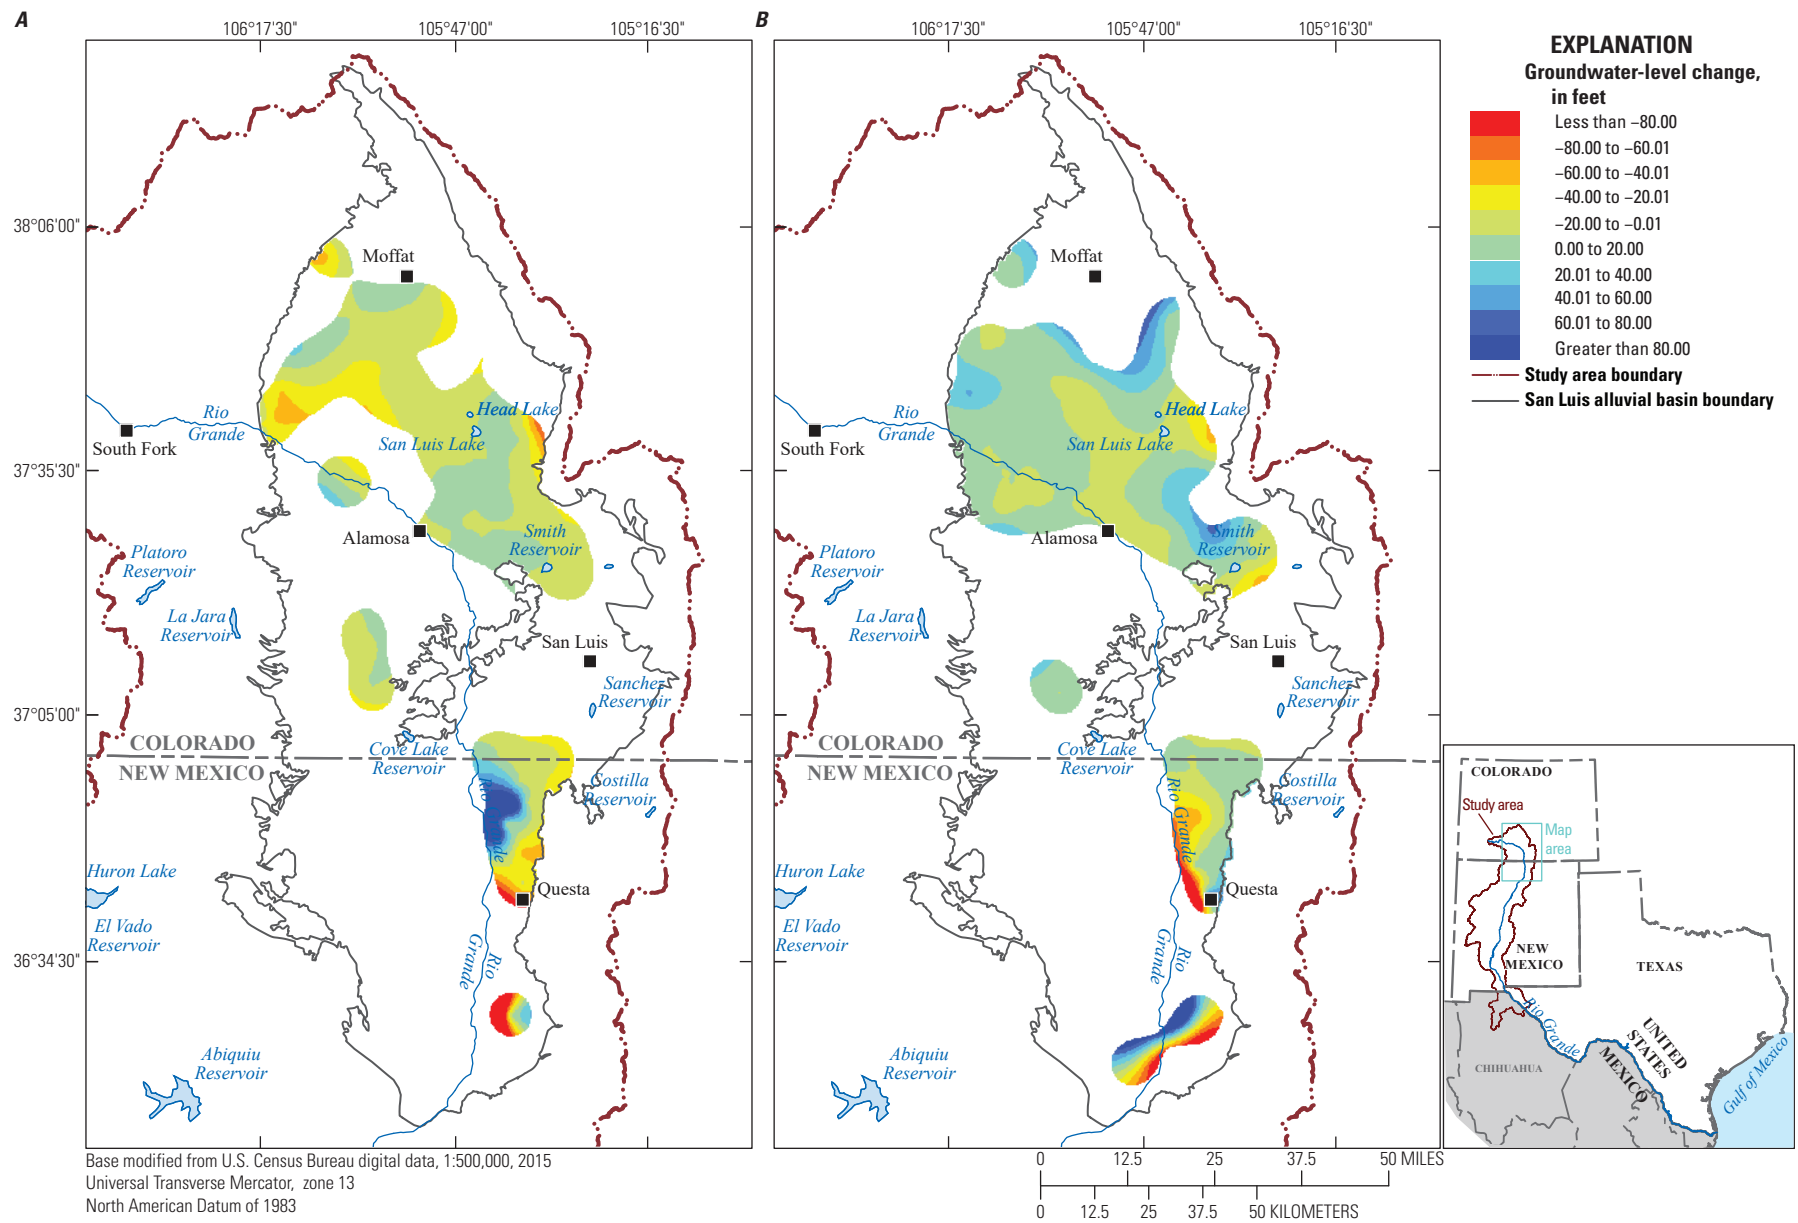 A
B
106°17'30"
105°47'00"
105°16'30"
106°17'30"
105°47'00"
105°16'30"
38°06'00"
37°35'30"
37°05'00"
36°34'30"
Moffat
Rio
Grande
South Fork
Head Lake
San Luis Lake
Alamosa
Smith
Reservoir
Platoro
Reservoir
La Jara
Reservoir
San Luis
Sanchez
Reservoir
COLORADO
NEW MEXICO
Cove Lake
Reservoir
Costilla
Reservoir
Rio Grande
Huron Lake
Questa
El Vado
Reservoir
Rio
Grande
Abiquiu
Reservoir
Moffat
Rio
Grande
South Fork
Head Lake
San Luis Lake
Alamosa
Smith
Reservoir
Platoro
Reservoir
La Jara
Reservoir
San Luis
Sanchez
Reservoir
COLORADO
NEW MEXICO
Cove Lake
Reservoir
Costilla
Reservoir
Rio Grande
Huron Lake
Questa
El Vado
Reservoir
Rio
Grande
Abiquiu
Reservoir
EXPLANATION
Groundwater-level change,
in feet
Less than −80.00
−80.00 to −60.01
−60.00 to −40.01
−40.00 to −20.01
−20.00 to −0.01
0.00 to 20.00
20.01 to 40.00
40.01 to 60.00
60.01 to 80.00
Greater than 80.00
Study area boundary
San Luis alluvial basin boundary
COLORADO
Study area
Map
area
NEW
MEXICO
TEXAS
Rio Grande
UNITED
STATES
MEXICO
CHIHUAHUA
Gulf of Mexico
Base modified from U.S. Census Bureau digital data, 1:500,000, 2015
Universal Transverse Mercator, zone 13
North American Datum of 1983
0 12.5 25 37.5 50 MILES
0 12.5 25 37.5 50 KILOMETERS